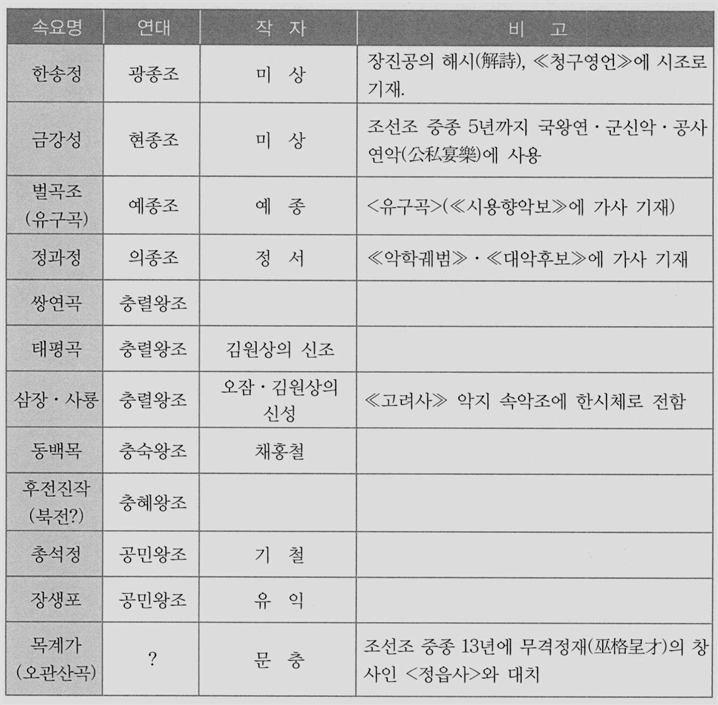 속요명 연대 작 자 비 고
한송정 광종조 미 상 장진공의 해시(解詩), ≪청구영언≫에 시조로
기재.
금강성 현종조 미 상 조선조 중종 5년까지 국왕연·군신악·공사
연악(公私宴樂)에 사용
벌곡조
(유구곡) 예종조 예 종 <유구곡>(≪시용향악보≫에 가사 기재)
정과정 의종조 정 서 ≪악학궤범≫·≪대악후보≫에 가사 기재
쌍연곡 충렬왕조
태평곡 충렬왕조 김원상의 신조
삼장·사룡 충렬왕조 오잠·김원상의
신성 ≪고려사≫ 악지 속악조에 한시체로 전함
동백목 충숙왕조 채홍철
후전진작
(북전?) 충혜왕조
총석정 공민왕조 기 철
장생포 공민왕조 유 익
목계가
(오관산곡) ? 문 충 조선조 중종 13년에 무격정재(巫格呈才)의 창
사인 <정읍사>와 대치